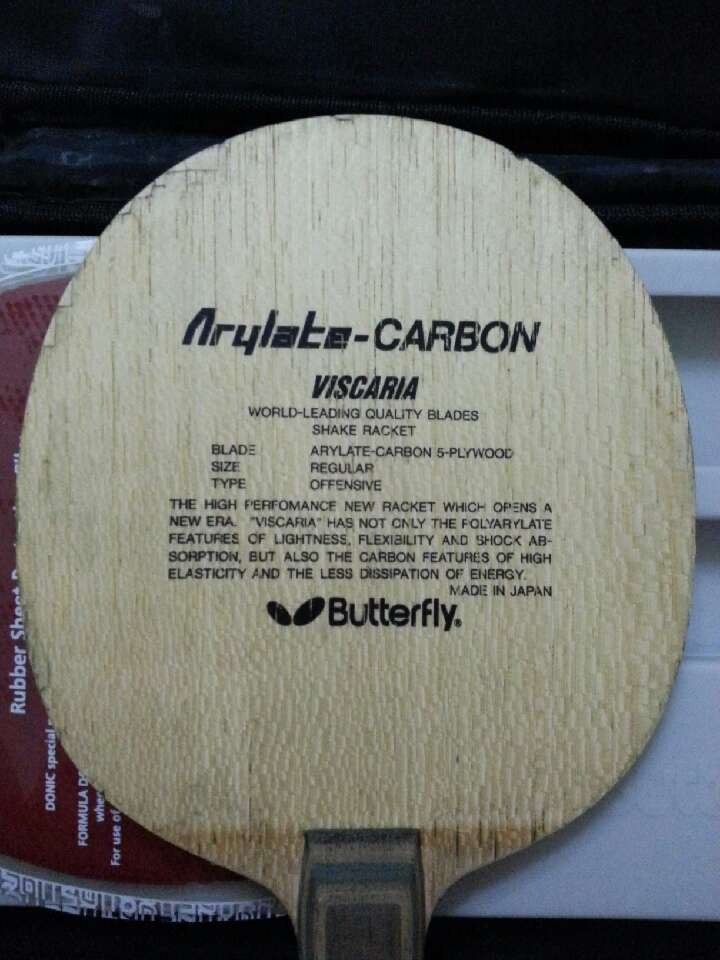 Arylate-CARBON
VISCARIA
WORLD-LEADING QUALITY BLADES
SHAKE RACKET
BLADE ARYLATE-CARBON 5-PLYWOOD
SIZE REGULAR
TYPE OFFENSIVE
THE HIGH PERFOMANCE NEW RACKET WHICH OPENS A
NEW ERA. "VISCARIA" HAS NOT ONLY THE POLYARYLATE
FEATURES OF LIGHTNESS, FLEXIBILITY AND SHOCK AB-
SORPTION, BUT ALSO THE CARBON FEATURES OF HIGH
ELASTICITY AND THE LESS DISSIPATION OF ENERGY.
MADE IN JAPAN
Butterfly®
Rubber Sheet
DONIC special
FORMULA
For use of